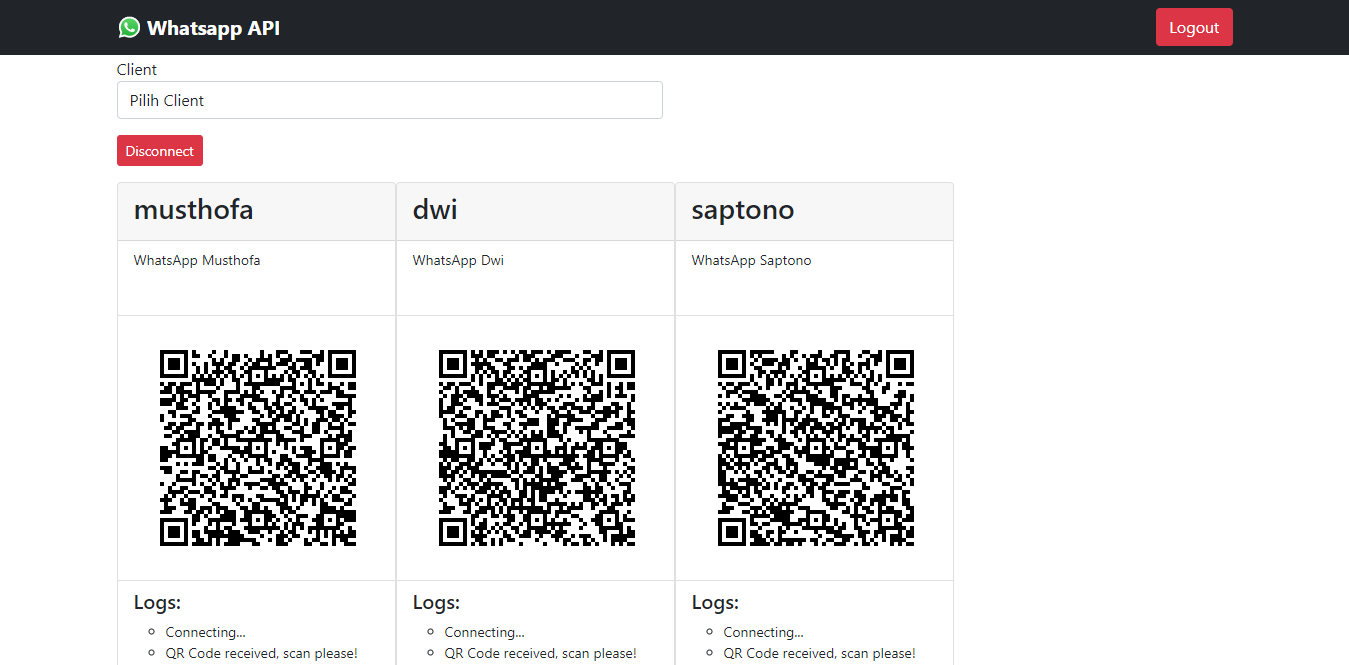 Whatsapp API
Logout
Client
Pilih Client
Disconnect
musthofa
WhatsApp Musthofa
Logs:
Connecting...
QR Code received, scan please!
dwi
WhatsApp Dwi
Logs:
Connecting...
QR Code received, scan please!
saptono
WhatsApp Saptono
Logs:
Connecting...
QR Code received, scan please!